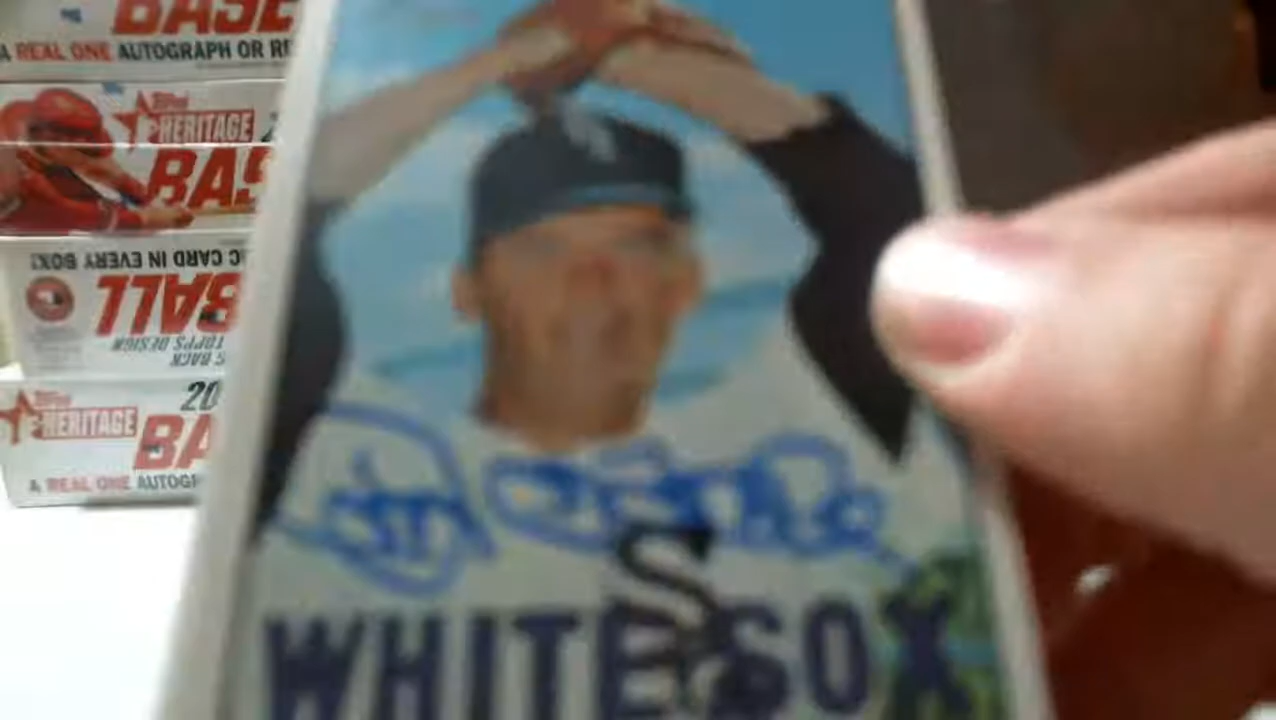 BASE
A REAL ONE AUTOGRAPH OR RE
Topps
HERITAGE
BAS
C CARD IN EVERY BOX!
BALL
G BACK
TOPPS DESIGN
20
HERITAGE
BA
A REAL ONE AUTOGR
S
WHITE SOX